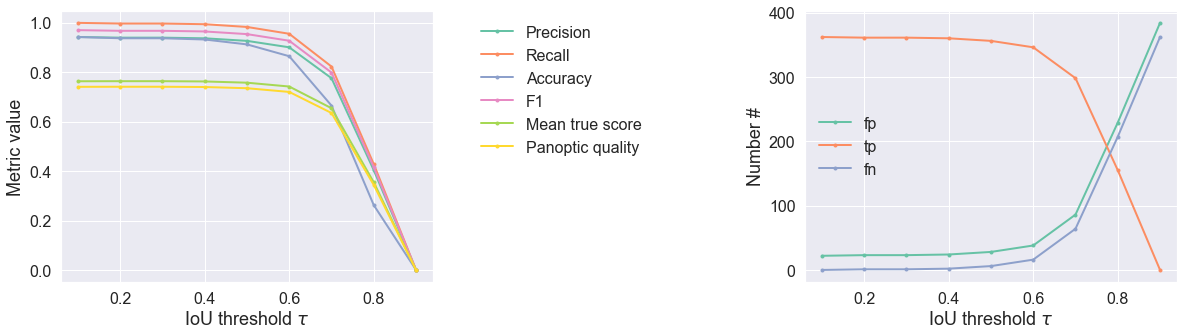 1.0
0.8
0.6
0.4
0.2
0.0
Metric value
0.2
0.4
0.6
0.8
IoU threshold τ
Precision
Recall
Accuracy
F1
Mean true score
Panoptic quality
400
300
200
100
0
Number #
fp
tp
fn
0.2
0.4
0.6
0.8
IoU threshold τ